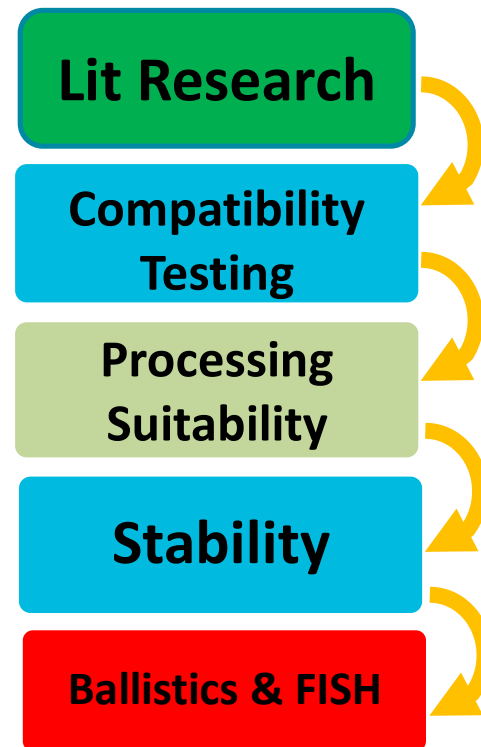 Lit Research
Compatibility
Testing
Processing
Suitability
Stability
Ballistics & FISH